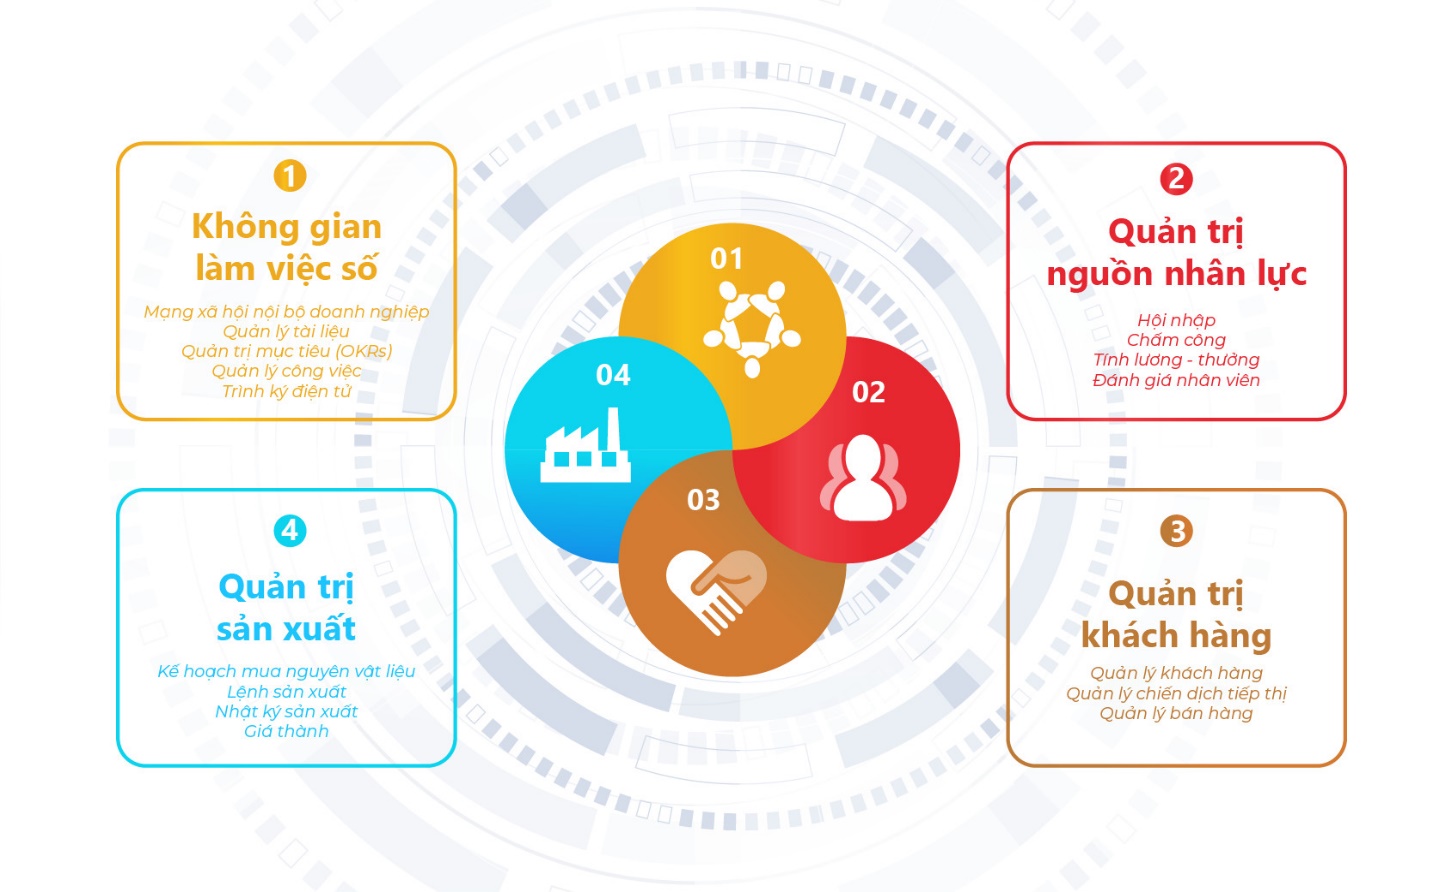 1
Không gian
làm việc số
Mạng xã hội nội bộ doanh nghiệp
Quản lý tài liệu
Quản trị mục tiêu (OKRs)
Quản lý công việc
Trình ký điện tử
2
Quản trị
nguồn nhân lực
Hội nhập
Chấm công
Tính lương - thưởng
Đánh giá nhân viên
01
02
03
04
4
Quản trị
sản xuất
Kế hoạch mua nguyên vật liệu
Lệnh sản xuất
Nhật ký sản xuất
Giá thành
3
Quản trị
khách hàng
Quản lý khách hàng
Quản lý chiến dịch tiếp thị
Quản lý bán hàng